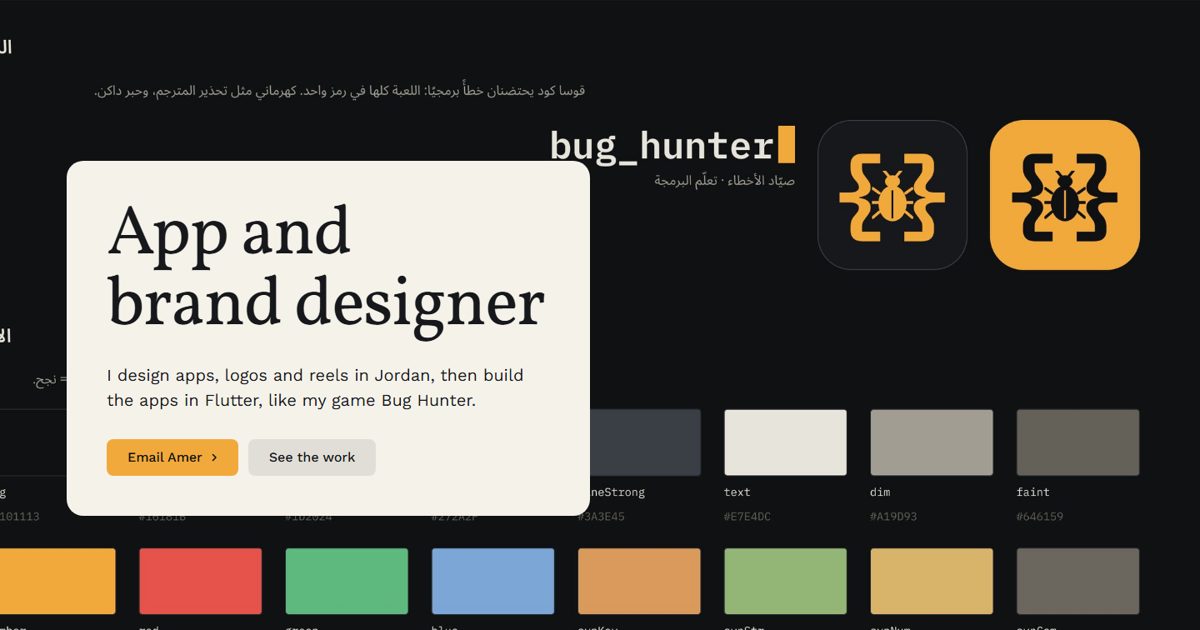 قوسا كود يحتضنان خطأً برمجيًا: اللعبة كلها في رمز واحد. كهرماني مثل تحذير المترجم، وحبر داكن.
bug_hunter
صيّاد الأخطاء · تعلّم البرمجة
App and
brand designer
I design apps, logos and reels in Jordan, then build
the apps in Flutter, like my game Bug Hunter.
Email Amer
See the work
= نجح.
text
dim
faint
#3A3E45
#E7E4DC
#A19D93
#646159